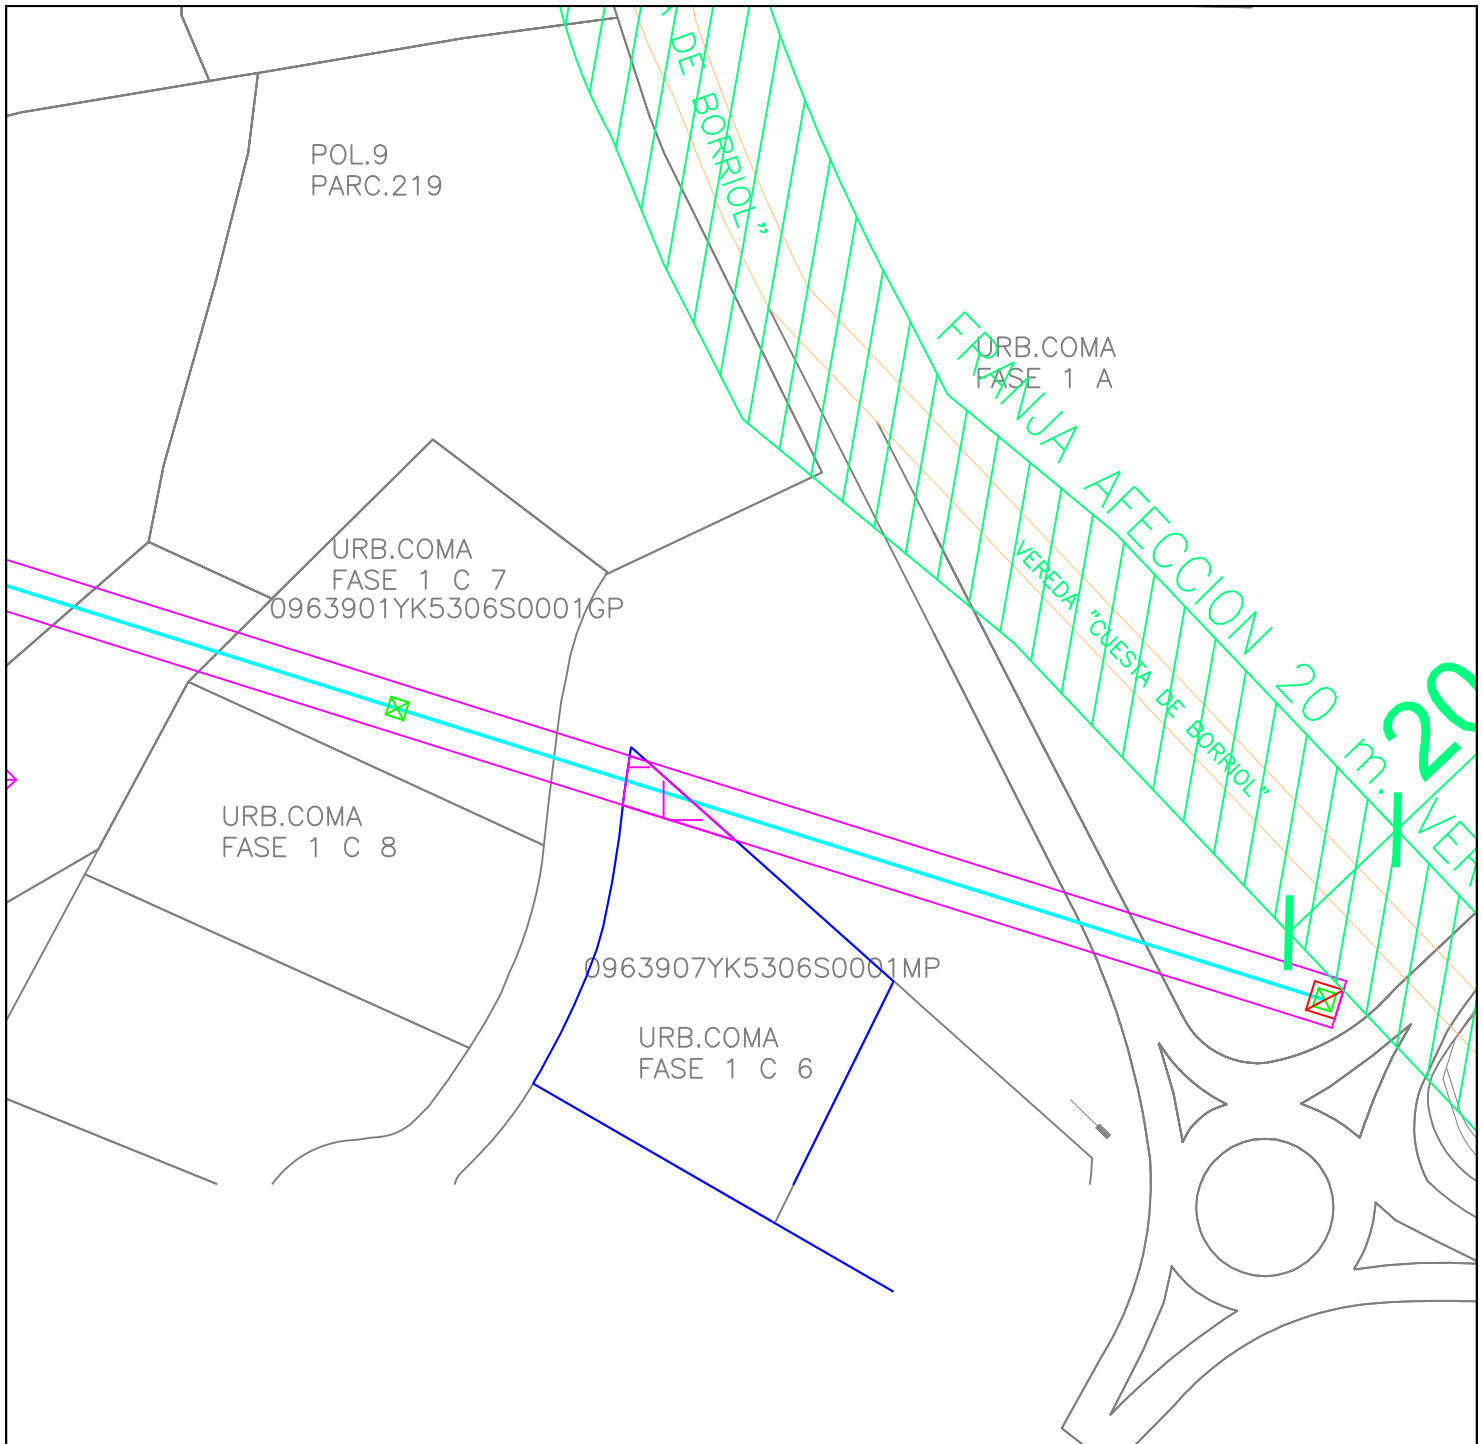 DE BORRIOL"
POL.9
PARC.219
URB.COMA
FASE 1 A
FRANJA AFECCION 20 m. VER
URB.COMA
FASE 1 C 7
0963901YK5306S0001GP
VEREDA "CUESTA DE BORRIOL"
20
URB.COMA
FASE 1 C 8
0963907YK5306S0001MP
URB.COMA
FASE 1 C 6